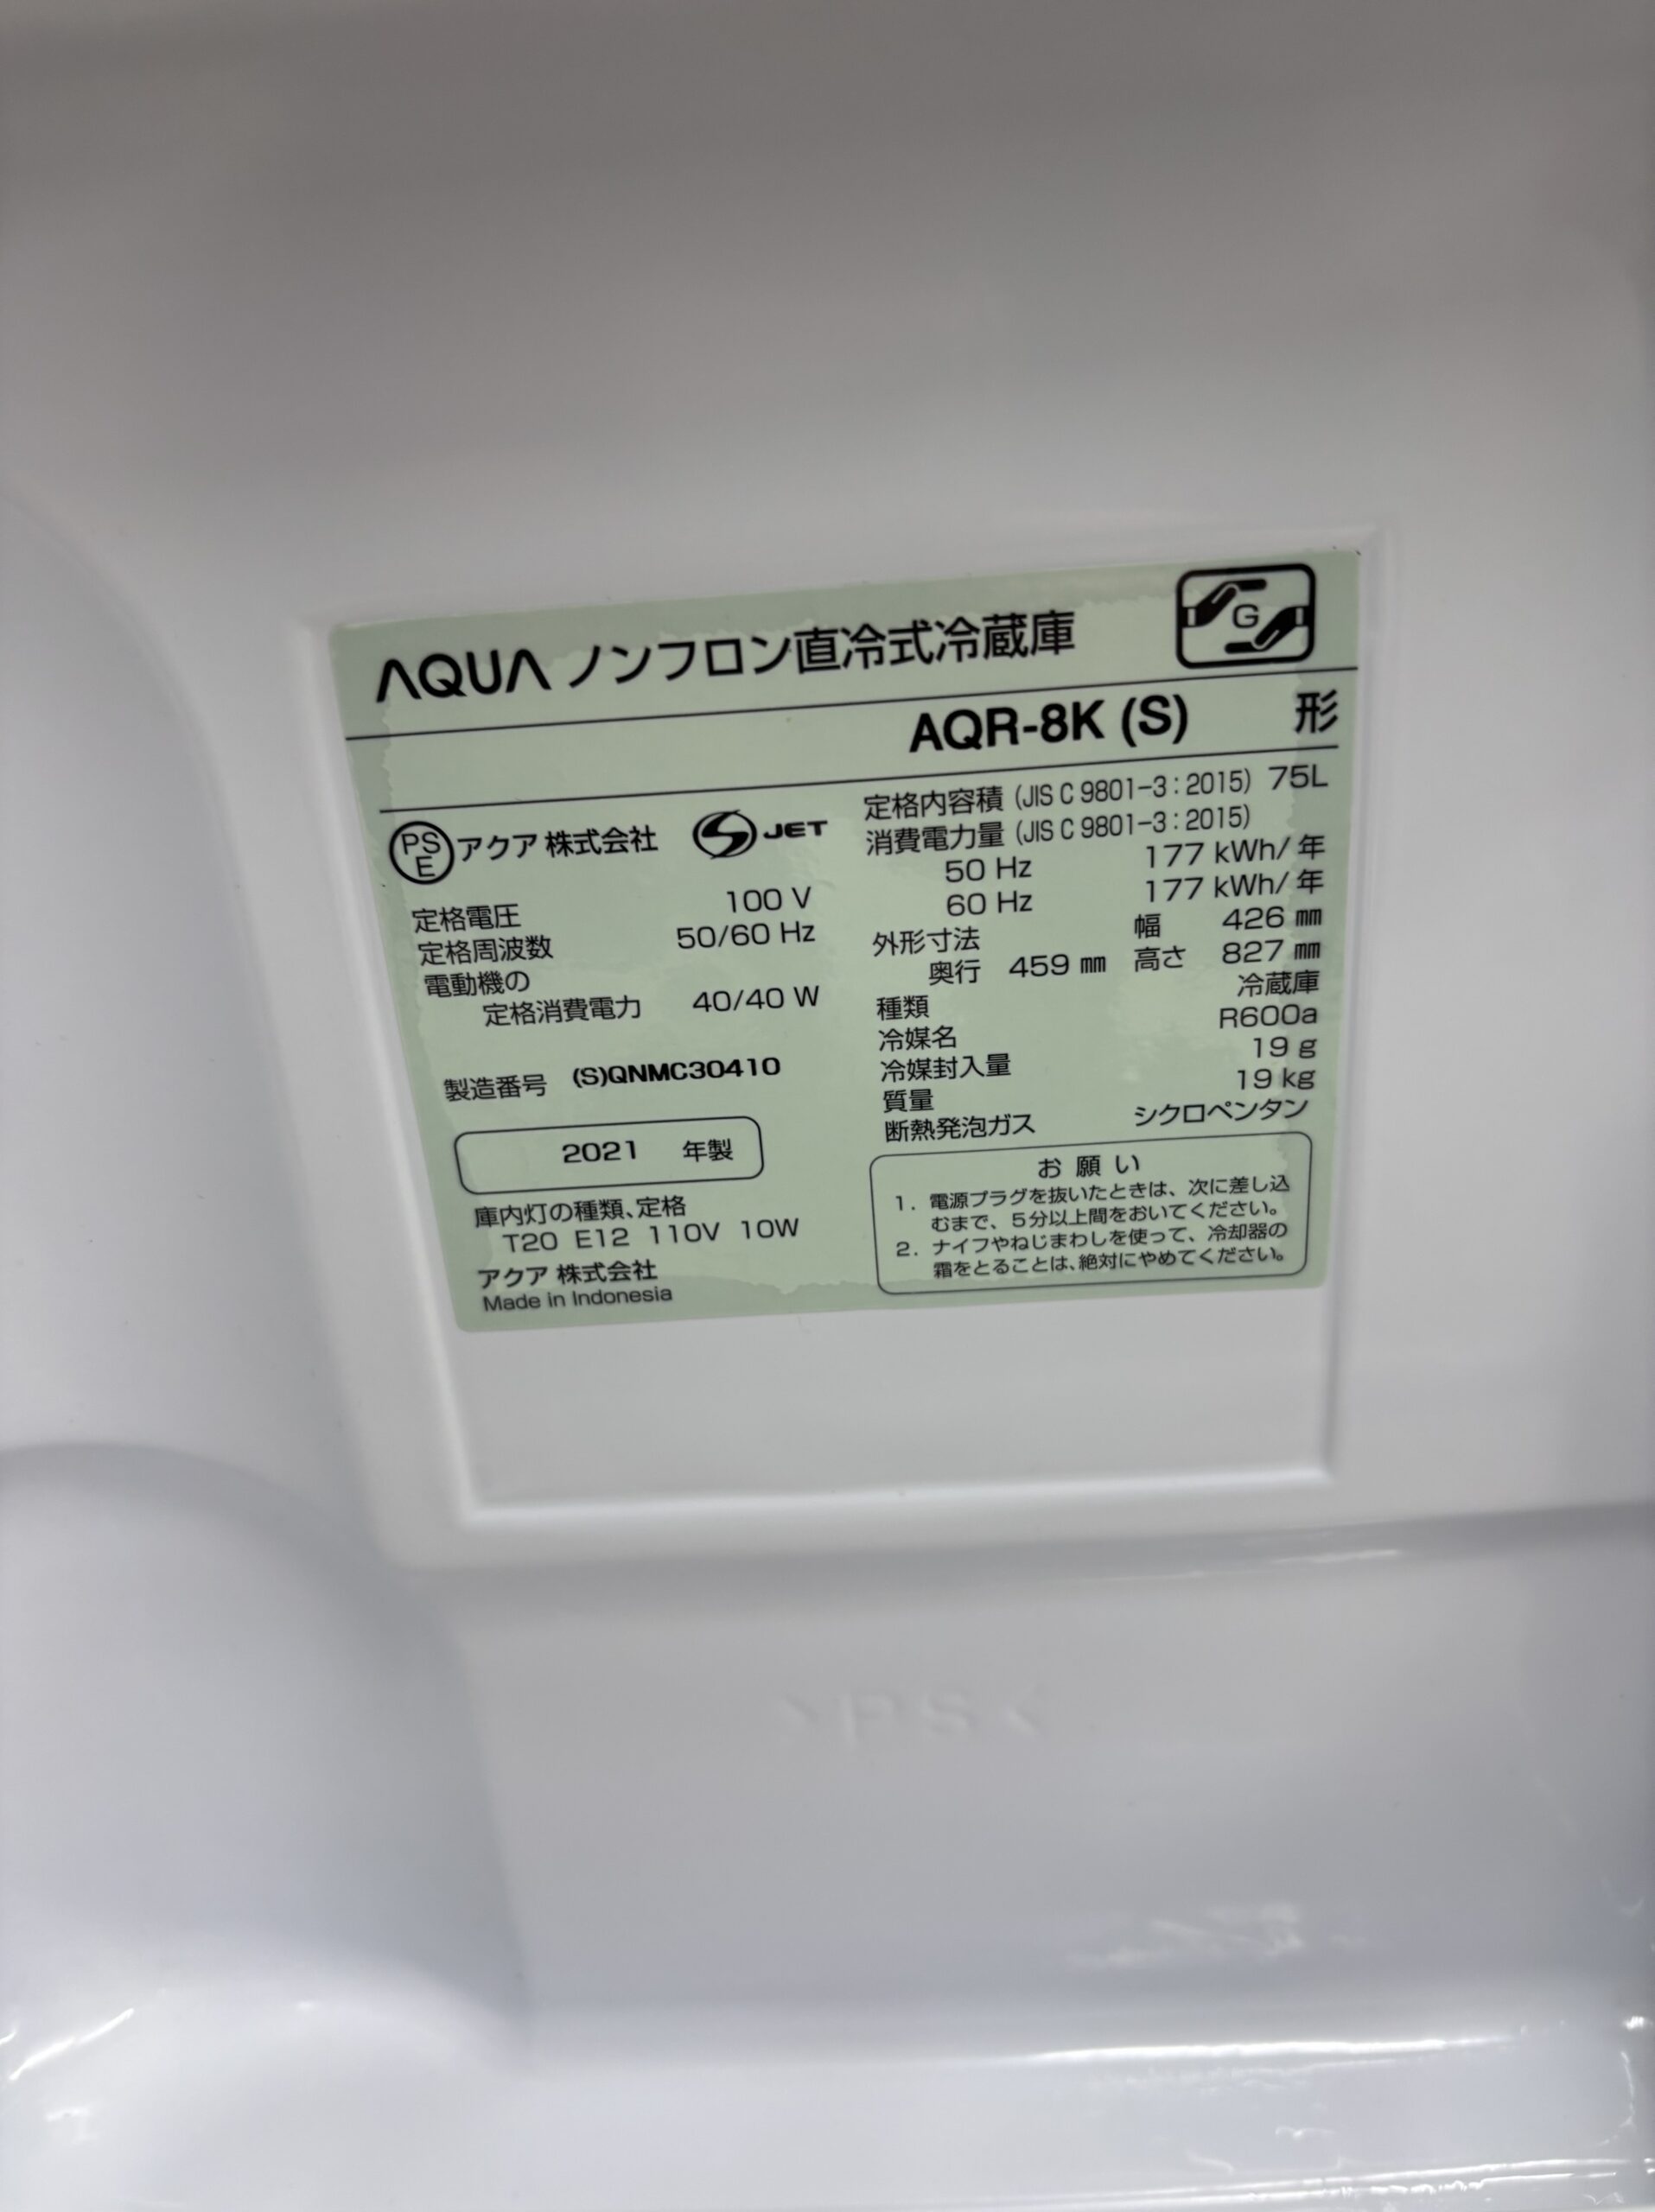 AQUA ノンフロン直冷式冷蔵庫
G
AQR-8K (S) 形
PS
E
アクア 株式会社 JET
定格電圧 100 V
定格周波数 50/60 Hz
電動機の
定格消費電力 40/40 W
製造番号 (S)QNMC30410
2021 年製
庫内灯の種類、定格
T20 E12 110V 10W
アクア 株式会社
Made in Indonesia
定格内容積 (JIS C 9801-3 : 2015) 75L
消費電力量 (JIS C 9801-3 : 2015)
50 Hz 177 kWh/年
60 Hz 177 kWh/年
外形寸法 幅 426 mm
奥行 459 mm 高さ 827 mm
種類 冷蔵庫
冷媒名 R600a
冷媒封入量 19 g
質量 19 kg
断熱発泡ガス シクロペンタン
お 願 い
1. 電源プラグを抜いたときは、次に差し込
むまで、5分以上間をおいてください。
2. ナイフやねじまわしを使って、冷却器の
霜をとることは、絶対にやめてください。
>PS<